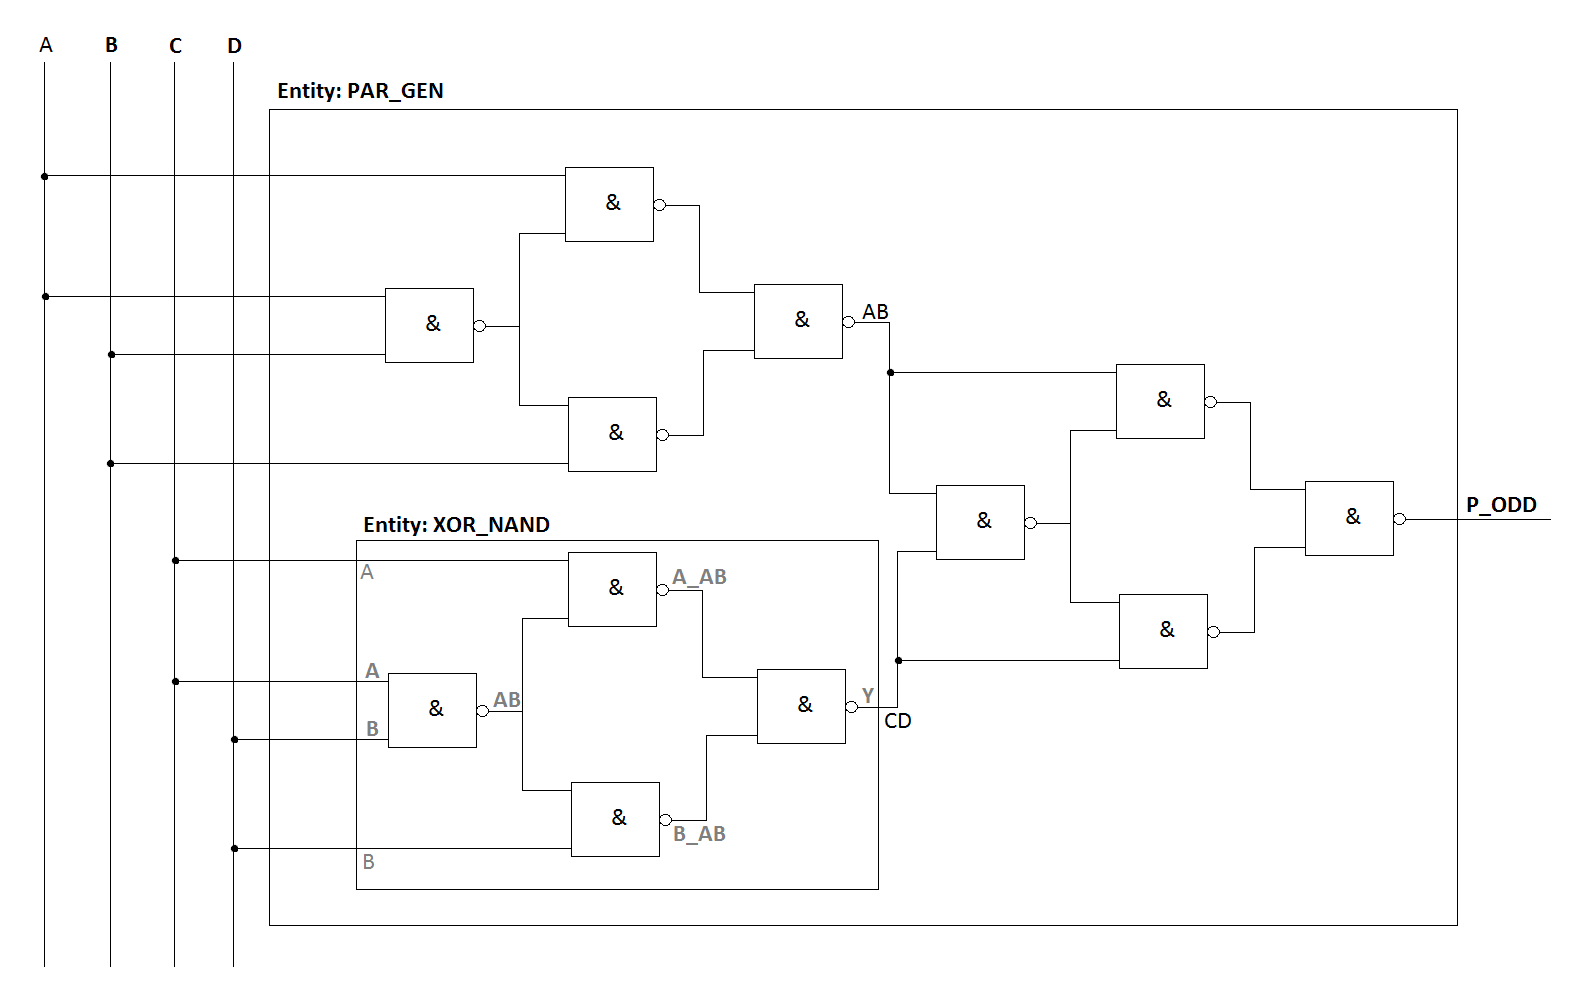 A B C D
Entity: PAR_GEN
&
&
&
AB
&
&
&
&
P_ODD
Entity: XOR_NAND
A
&
A_AB
&
A
&
AB
B
&
Y
CD
&
B_AB
B